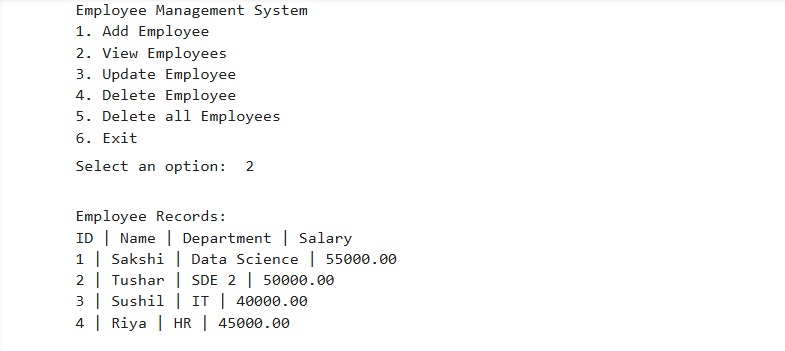 Employee Management System
1. Add Employee
2. View Employees
3. Update Employee
4. Delete Employee
5. Delete all Employees
6. Exit
Select an option:  2
Employee Records:
ID | Name | Department | Salary
1 | Sakshi | Data Science | 55000.00
2 | Tushar | SDE 2 | 50000.00
3 | Sushil | IT | 40000.00
4 | Riya | HR | 45000.00